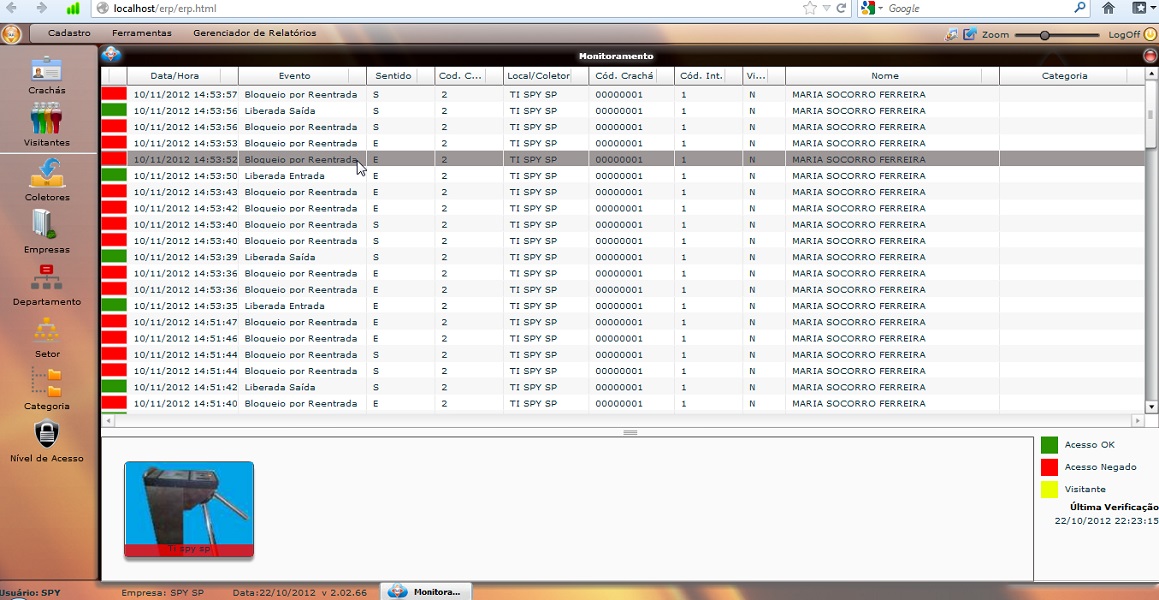 localhost/erp/erp.html
Google
Cadastro Ferramentas Gerenciador de Relatórios
Zoom LogOff
Crachás
Visitantes
Coletores
Empresas
Departamento
Setor
Categoria
Nível de Acesso
Monitoramento
Data/Hora Evento Sentido Cod. C... Local/Coletor Cód. Crachá Cód. Int. Vi... Nome Categoria
10/11/2012 14:53:57 Bloqueio por Reentrada S 2 TI SPY SP 00000001 1 N MARIA SOCORRO FERREIRA
10/11/2012 14:53:56 Liberada Saída S 2 TI SPY SP 00000001 1 N MARIA SOCORRO FERREIRA
10/11/2012 14:53:56 Bloqueio por Reentrada S 2 TI SPY SP 00000001 1 N MARIA SOCORRO FERREIRA
10/11/2012 14:53:53 Bloqueio por Reentrada E 2 TI SPY SP 00000001 1 N MARIA SOCORRO FERREIRA
10/11/2012 14:53:52 Bloqueio por Reentrada E 2 TI SPY SP 00000001 1 N MARIA SOCORRO FERREIRA
10/11/2012 14:53:50 Liberada Entrada E 2 TI SPY SP 00000001 1 N MARIA SOCORRO FERREIRA
10/11/2012 14:53:43 Bloqueio por Reentrada E 2 TI SPY SP 00000001 1 N MARIA SOCORRO FERREIRA
10/11/2012 14:53:42 Bloqueio por Reentrada E 2 TI SPY SP 00000001 1 N MARIA SOCORRO FERREIRA
10/11/2012 14:53:40 Bloqueio por Reentrada S 2 TI SPY SP 00000001 1 N MARIA SOCORRO FERREIRA
10/11/2012 14:53:40 Bloqueio por Reentrada S 2 TI SPY SP 00000001 1 N MARIA SOCORRO FERREIRA
10/11/2012 14:53:39 Liberada Saída S 2 TI SPY SP 00000001 1 N MARIA SOCORRO FERREIRA
10/11/2012 14:53:36 Bloqueio por Reentrada E 2 TI SPY SP 00000001 1 N MARIA SOCORRO FERREIRA
10/11/2012 14:53:36 Bloqueio por Reentrada E 2 TI SPY SP 00000001 1 N MARIA SOCORRO FERREIRA
10/11/2012 14:53:35 Liberada Entrada E 2 TI SPY SP 00000001 1 N MARIA SOCORRO FERREIRA
10/11/2012 14:51:47 Bloqueio por Reentrada E 2 TI SPY SP 00000001 1 N MARIA SOCORRO FERREIRA
10/11/2012 14:51:46 Bloqueio por Reentrada E 2 TI SPY SP 00000001 1 N MARIA SOCORRO FERREIRA
10/11/2012 14:51:44 Bloqueio por Reentrada S 2 TI SPY SP 00000001 1 N MARIA SOCORRO FERREIRA
10/11/2012 14:51:44 Bloqueio por Reentrada S 2 TI SPY SP 00000001 1 N MARIA SOCORRO FERREIRA
10/11/2012 14:51:42 Liberada Saída S 2 TI SPY SP 00000001 1 N MARIA SOCORRO FERREIRA
10/11/2012 14:51:40 Bloqueio por Reentrada E 2 TI SPY SP 00000001 1 N MARIA SOCORRO FERREIRA
Ti spy sp
Acesso OK
Acesso Negado
Visitante
Última Verificação
22/10/2012 22:23:15
Usuário: SPY Empresa: SPY SP Data:22/10/2012 v 2.02.66 Monitora...